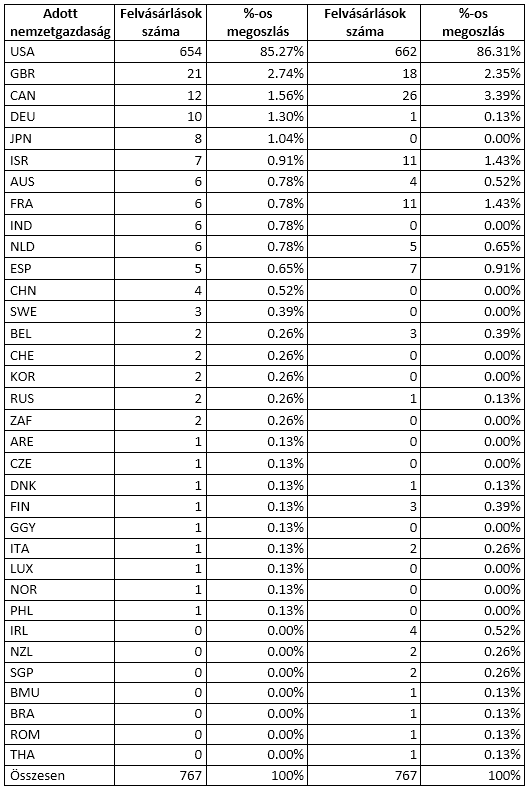 Adott Felvásárlások %-os Felvásárlások %-os
nemzetgazdaság száma megoszlás száma megoszlás
USA 654 85.27% 662 86.31%
GBR 21 2.74% 18 2.35%
CAN 12 1.56% 26 3.39%
DEU 10 1.30% 1 0.13%
JPN 8 1.04% 0 0.00%
ISR 7 0.91% 11 1.43%
AUS 6 0.78% 4 0.52%
FRA 6 0.78% 11 1.43%
IND 6 0.78% 0 0.00%
NLD 6 0.78% 5 0.65%
ESP 5 0.65% 7 0.91%
CHN 4 0.52% 0 0.00%
SWE 3 0.39% 0 0.00%
BEL 2 0.26% 3 0.39%
CHE 2 0.26% 0 0.00%
KOR 2 0.26% 0 0.00%
RUS 2 0.26% 1 0.13%
ZAF 2 0.26% 0 0.00%
ARE 1 0.13% 0 0.00%
CZE 1 0.13% 0 0.00%
DNK 1 0.13% 1 0.13%
FIN 1 0.13% 3 0.39%
GGY 1 0.13% 0 0.00%
ITA 1 0.13% 2 0.26%
LUX 1 0.13% 0 0.00%
NOR 1 0.13% 0 0.00%
PHL 1 0.13% 0 0.00%
IRL 0 0.00% 4 0.52%
NZL 0 0.00% 2 0.26%
SGP 0 0.00% 2 0.26%
BMU 0 0.00% 1 0.13%
BRA 0 0.00% 1 0.13%
ROM 0 0.00% 1 0.13%
THA 0 0.00% 1 0.13%
Összesen 767 100% 767 100%